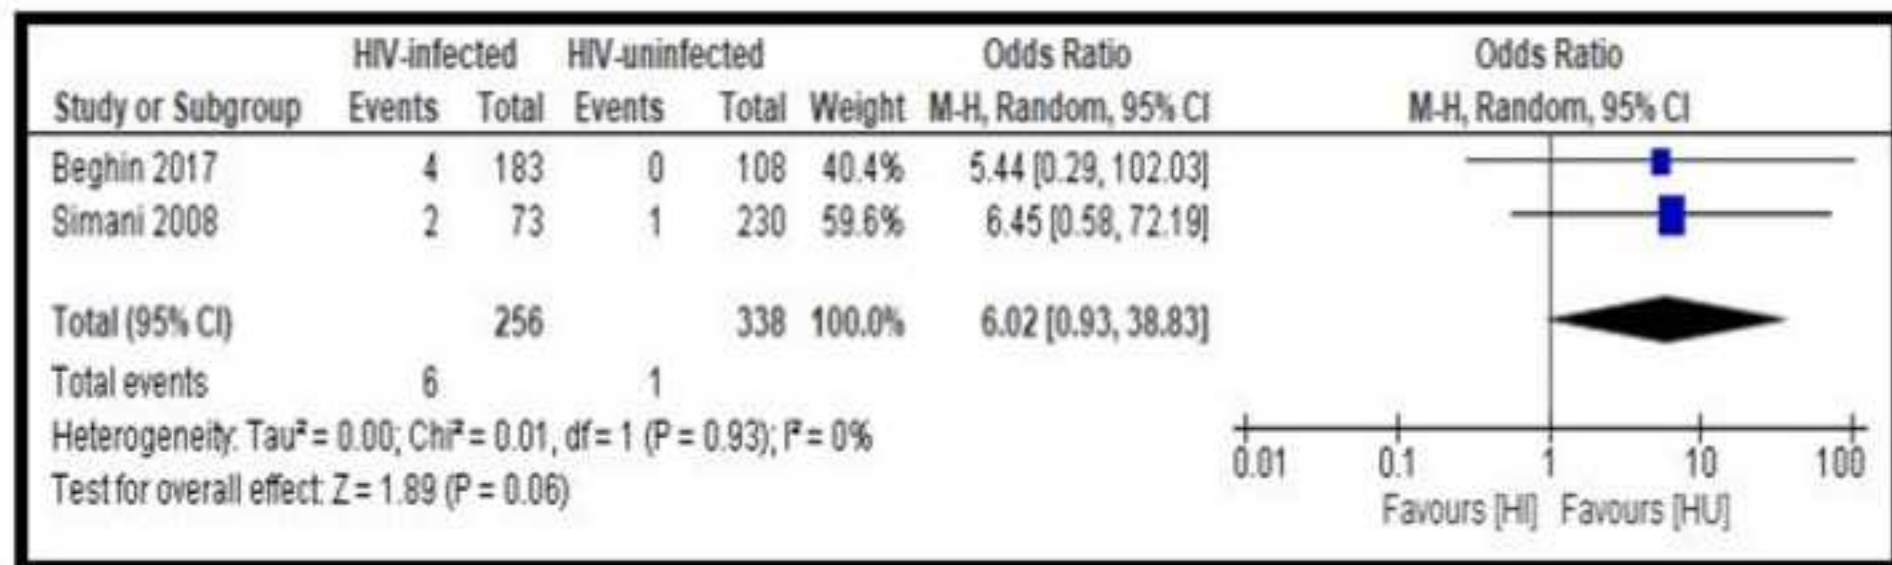 HIV-infected HIV-uninfected Odds Ratio Odds Ratio
Study or Subgroup Events Total Events Total Weight M-H, Random, 95% CI M-H, Random, 95% CI
Beghin 2017 4 183 0 108 40.4% 5.44 [0.29, 102.03]
Simani 2008 2 73 1 230 59.6% 6.45 [0.58, 72.19]
Total (95% CI) 256 338 100.0% 6.02 [0.93, 38.83]
Total events 6 1
Heterogeneity: Tau² = 0.00; Chi² = 0.01, df = 1 (P = 0.93); I² = 0%
Test for overall effect: Z = 1.89 (P = 0.06)
0.01 0.1 1 10 100
Favours [HI] Favours [HU]